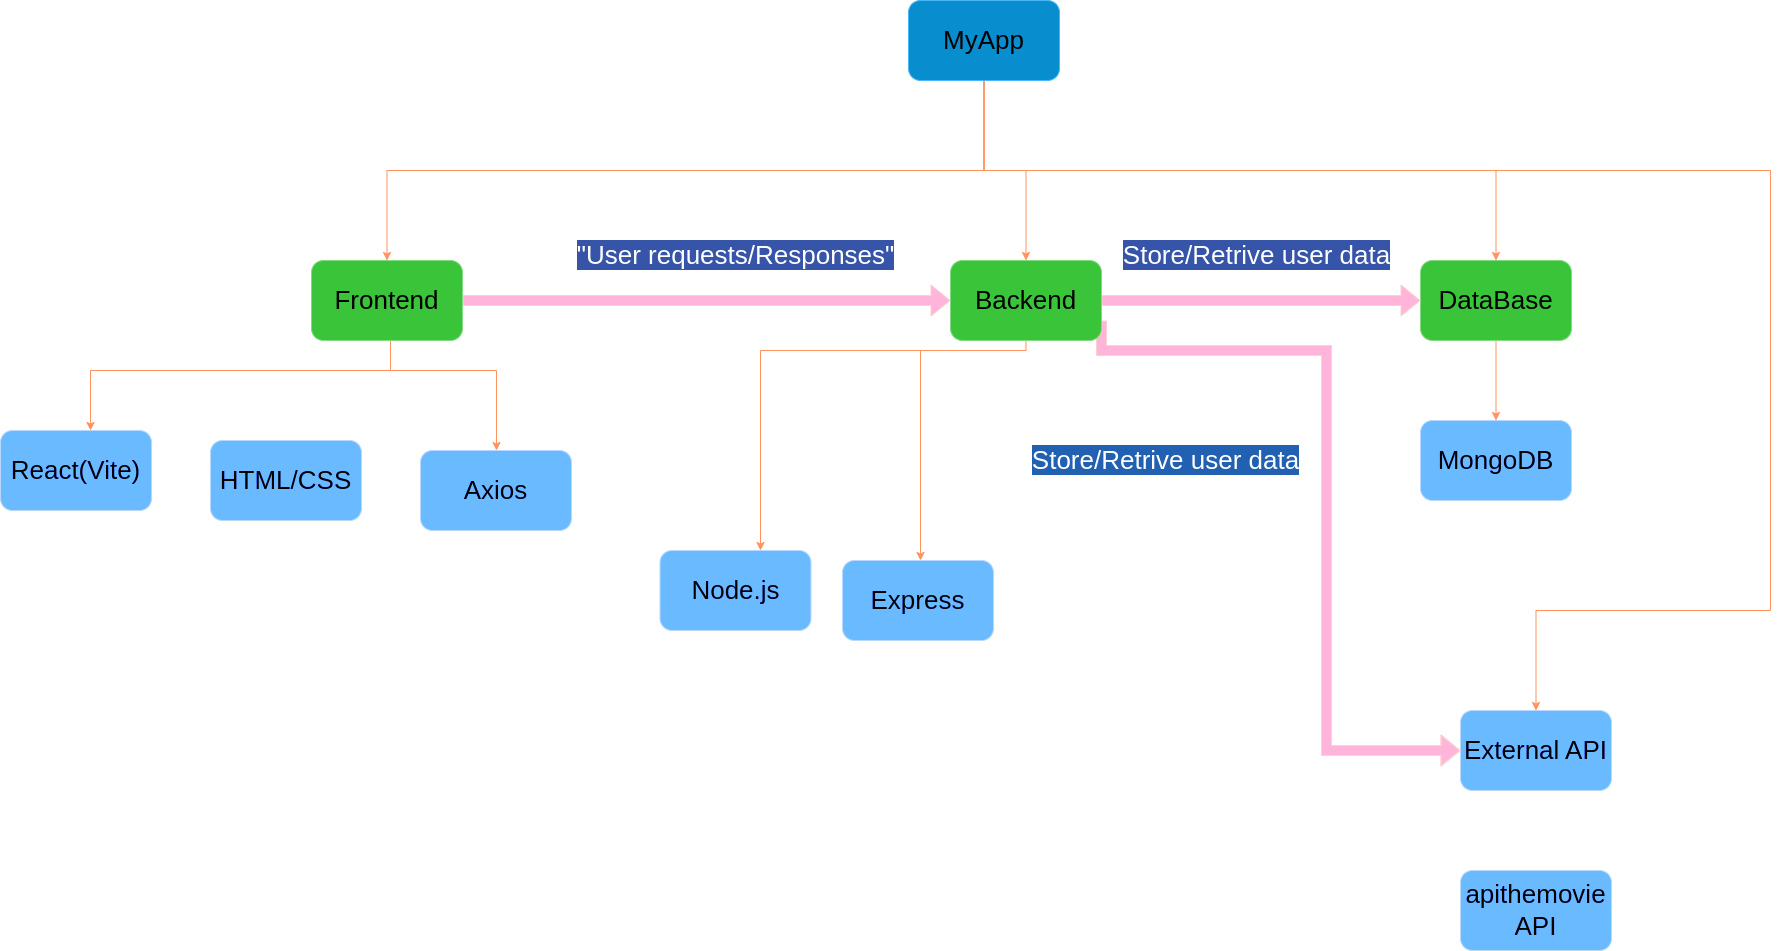 MyApp
"User requests/Responses"
Store/Retrive user data
Frontend
Backend
DataBase
React(Vite)
HTML/CSS
Axios
Store/Retrive user data
MongoDB
Node.js
Express
External API
apithemovie
API